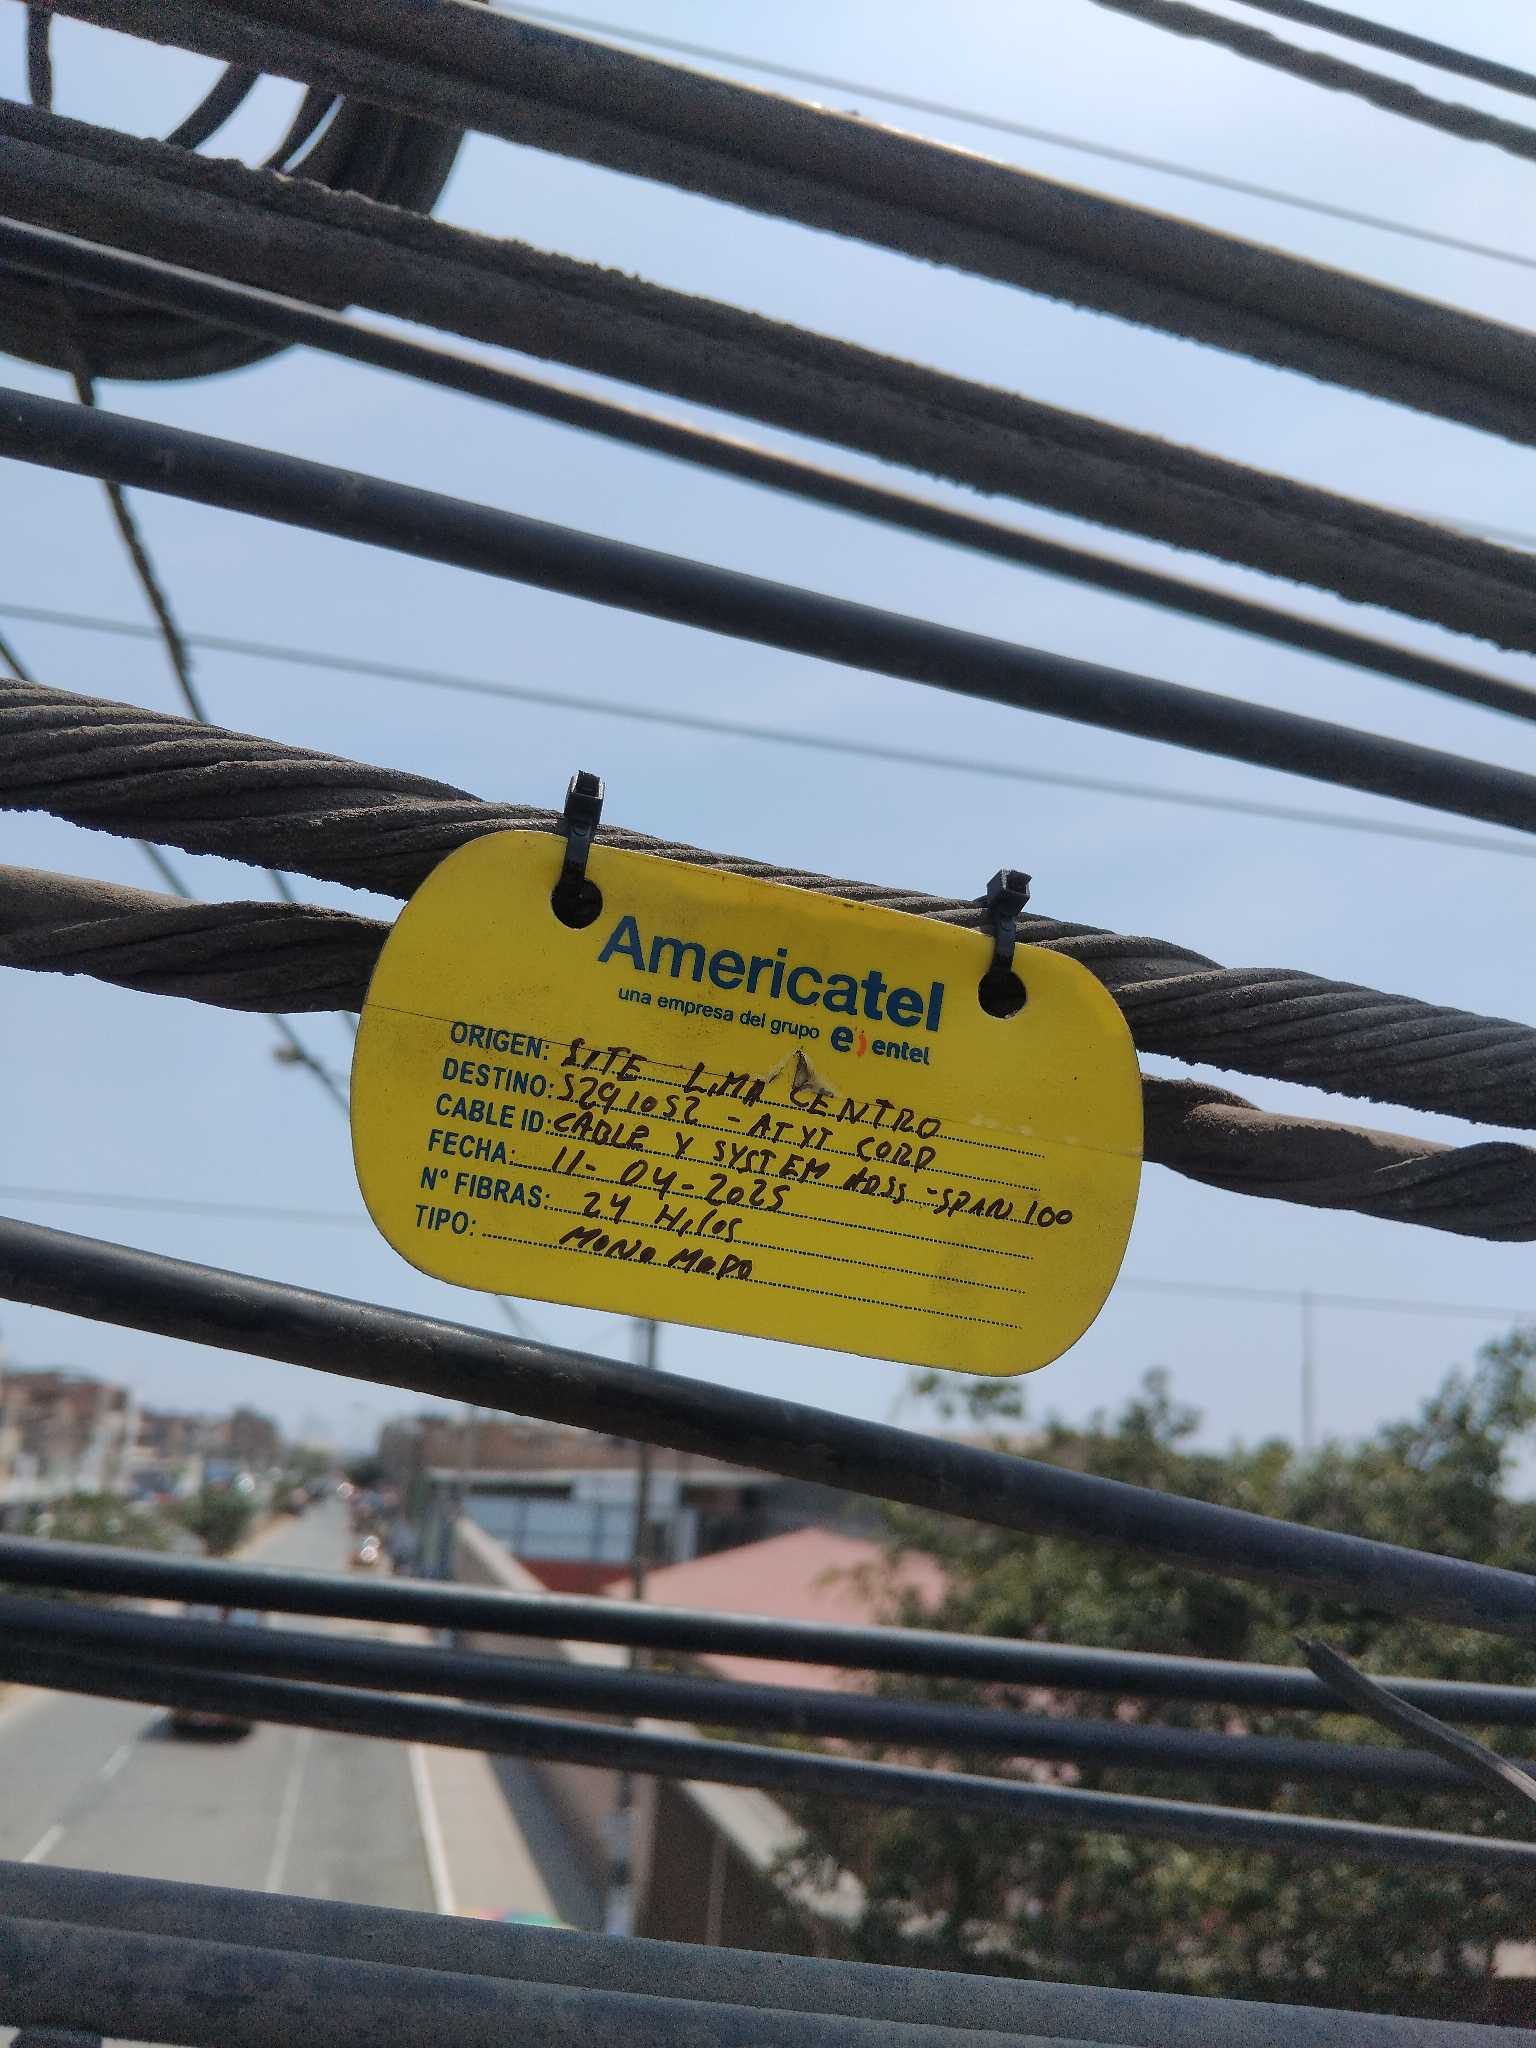 Americatel
una empresa del grupo e) entel
ORIGEN: SITE LIMA CENTRO
DESTINO: S291052 - ATYT CORD
CABLE ID: CABLE Y SYSTEM ADSS - SPAN 100
FECHA: 11-04-2025
N° FIBRAS: 24 Hilos
TIPO: MONO MODO